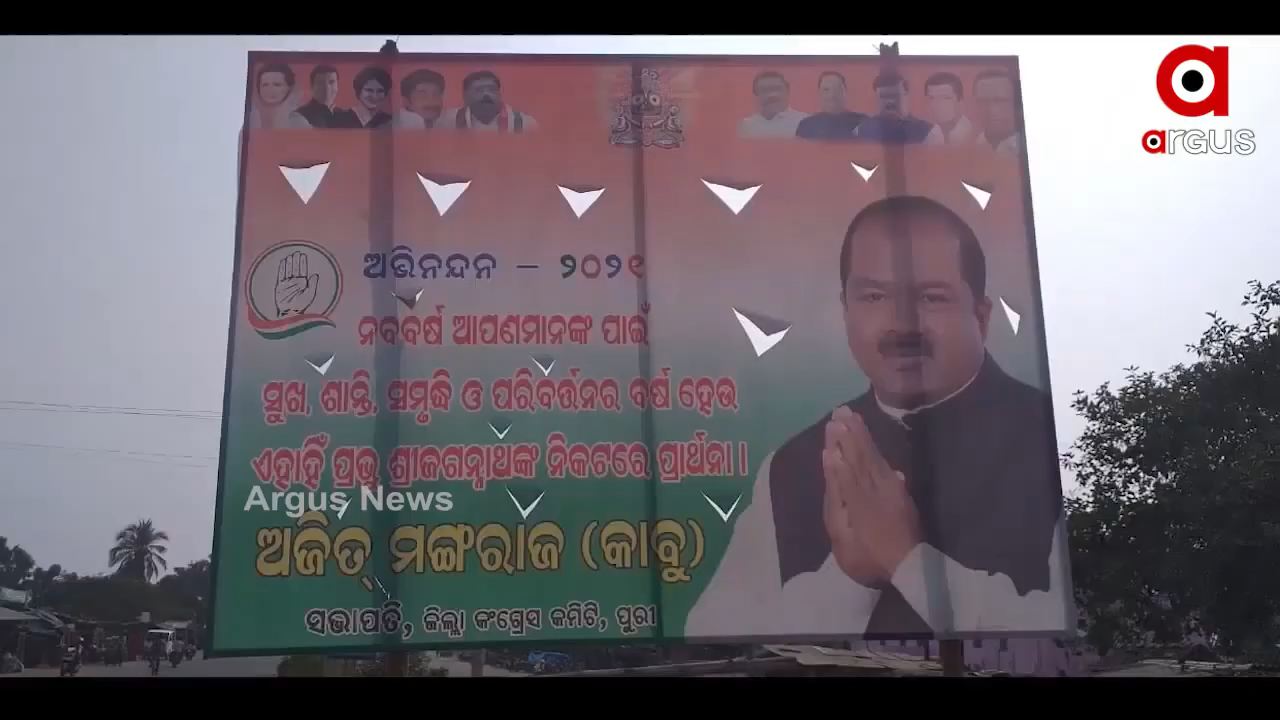 aRGUS
ଅଭିନନ୍ଦନ – ୨୦୨୧
ନବବର୍ଷ ଆପଣମାନଙ୍କ ପାଇଁ
ସୁଖ, ଶାନ୍ତି, ସମୃଦ୍ଧି ଓ ପରିବର୍ତ୍ତନର ବର୍ଷ ହେଉ
ଏହାହିଁ ପ୍ରଭୁ ଶ୍ରୀଜଗନ୍ନାଥଙ୍କ ନିକଟରେ ପ୍ରାର୍ଥନା ।
Argus News
ଅଜିତ୍ ମଙ୍ଗରାଜ (କାବୁ)
ସଭାପତି, ଜିଲ୍ଲା କଂଗ୍ରେସ କମିଟି, ପୁରୀ